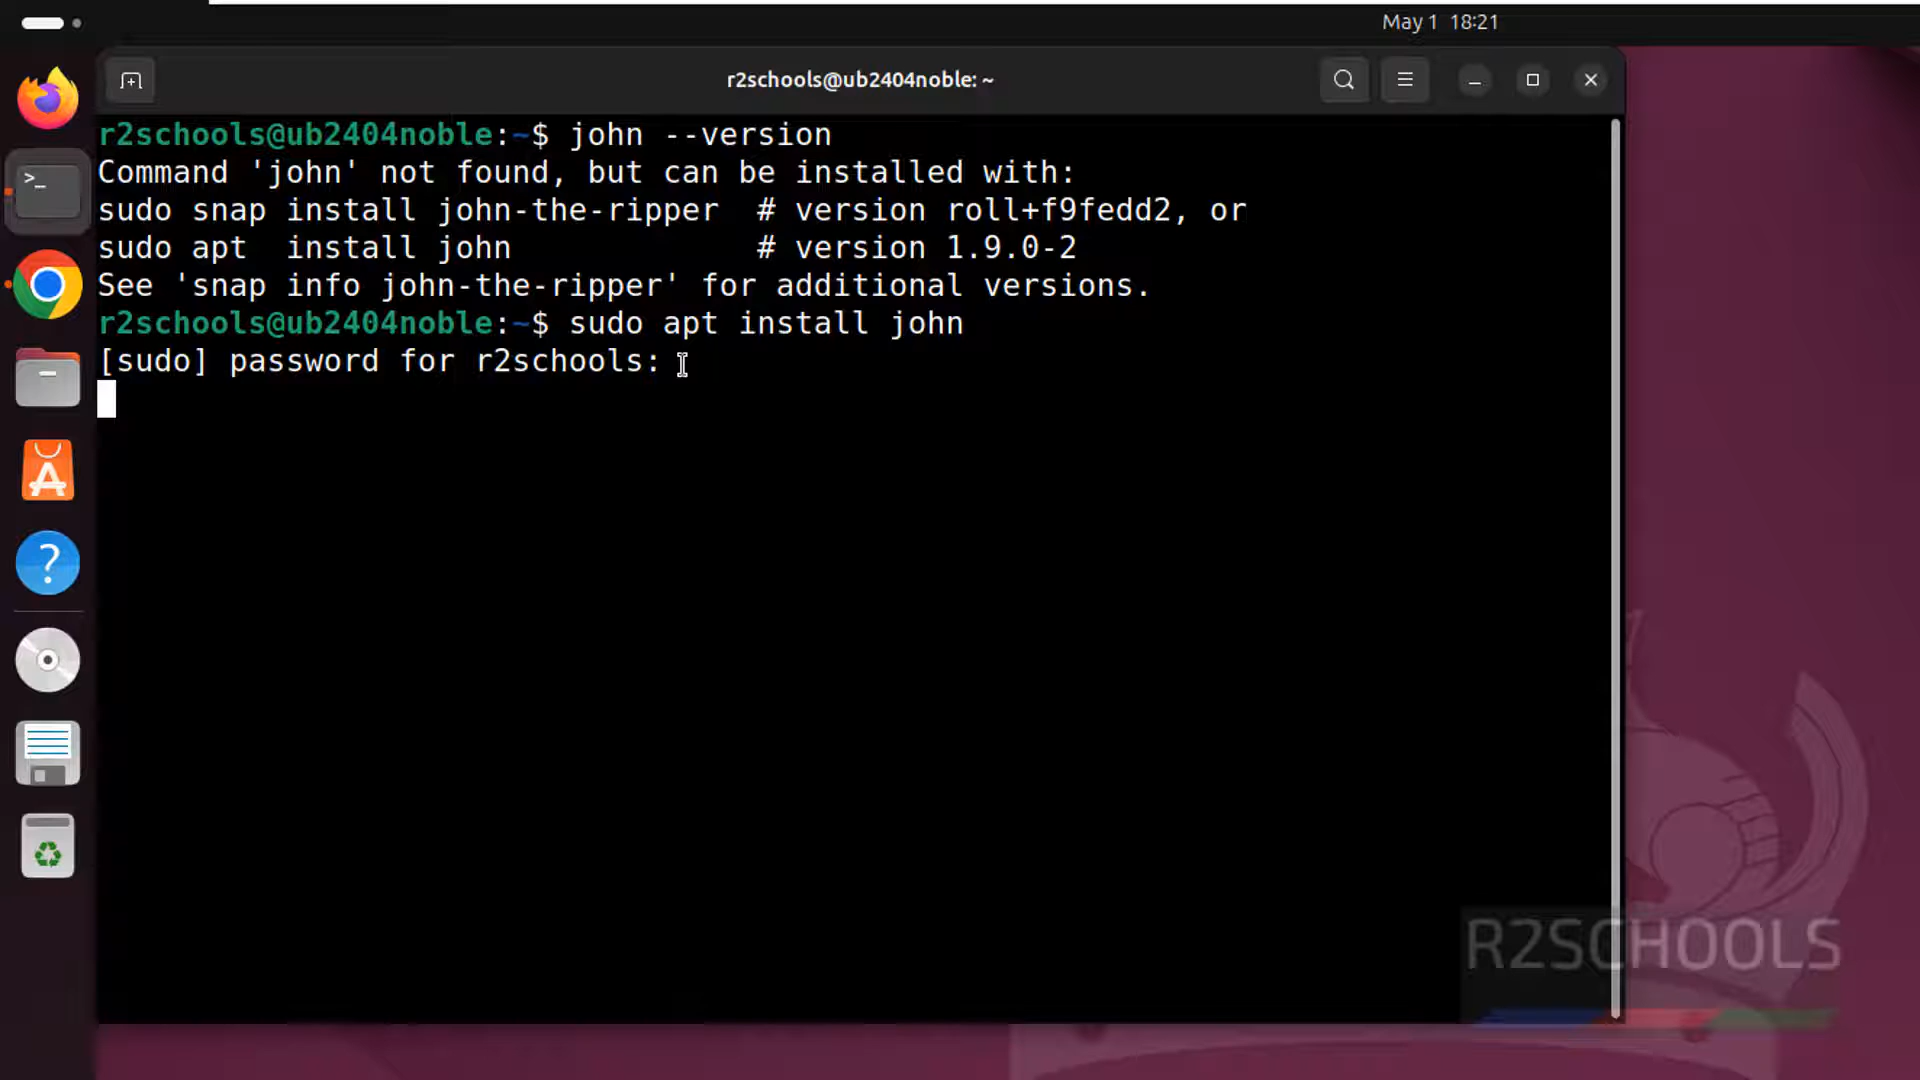 May 1 18:21
r2schools@ub2404noble: ~
r2schools@ub2404noble:~$ john --version
Command 'john' not found, but can be installed with:
sudo snap install john-the-ripper  # version roll+f9fedd2, or
sudo apt  install john             # version 1.9.0-2
See 'snap info john-the-ripper' for additional versions.
r2schools@ub2404noble:~$ sudo apt install john
[sudo] password for r2schools:
R2SCHOOLS